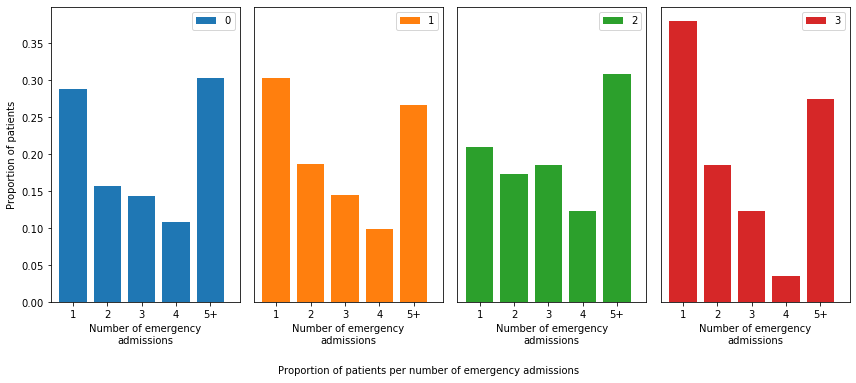 0
1
2
3
Proportion of patients
0.35
0.30
0.25
0.20
0.15
0.10
0.05
0.00
1 2 3 4 5+
1 2 3 4 5+
1 2 3 4 5+
1 2 3 4 5+
Number of emergency
admissions
Number of emergency
admissions
Number of emergency
admissions
Number of emergency
admissions
Proportion of patients per number of emergency admissions